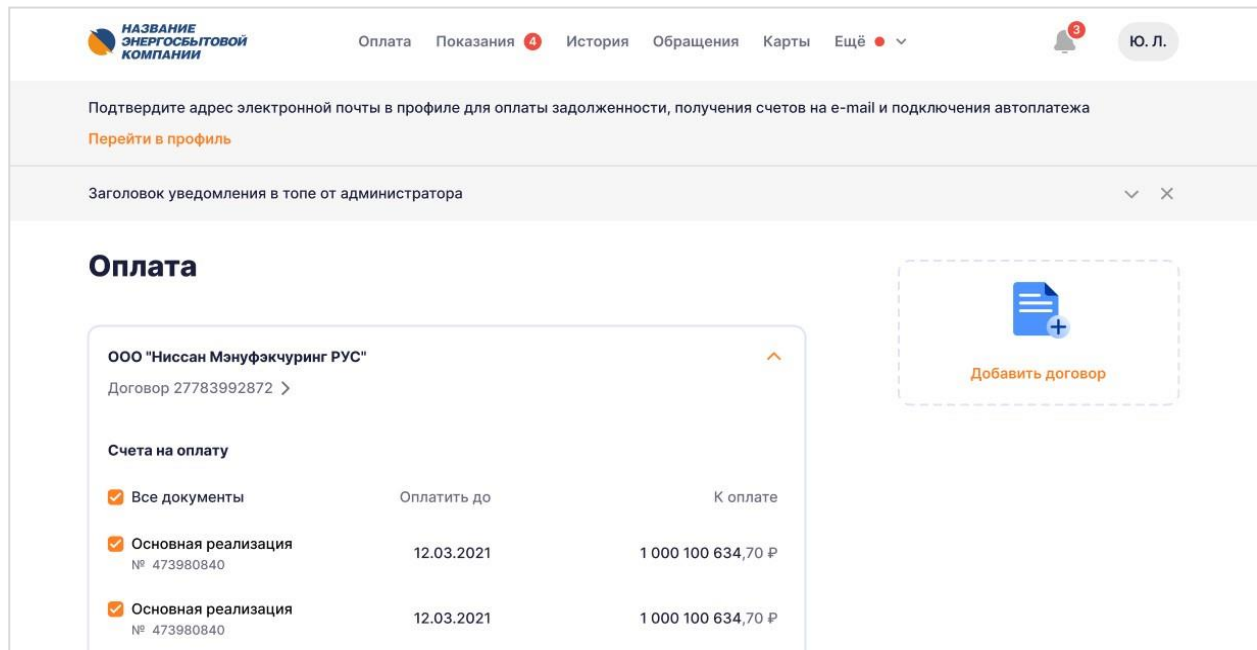 НАЗВАНИЕ
ЭНЕРГОСБЫТОВОЙ
КОМПАНИИ
Оплата Показания 4 История Обращения Карты Ещё 3 Ю. Л.
Подтвердите адрес электронной почты в профиле для оплаты задолженности, получения счетов на e-mail и подключения автоплатежа
Перейти в профиль
Заголовок уведомления в топе от администратора
Оплата
ООО "Ниссан Мэнуфэкчуринг РУС"
Договор 27783992872
Добавить договор
Счета на оплату
Все документы Оплатить до К оплате
Основная реализация 12.03.2021 1 000 100 634,70 ₽
№ 473980840
Основная реализация 12.03.2021 1 000 100 634,70 ₽
№ 473980840